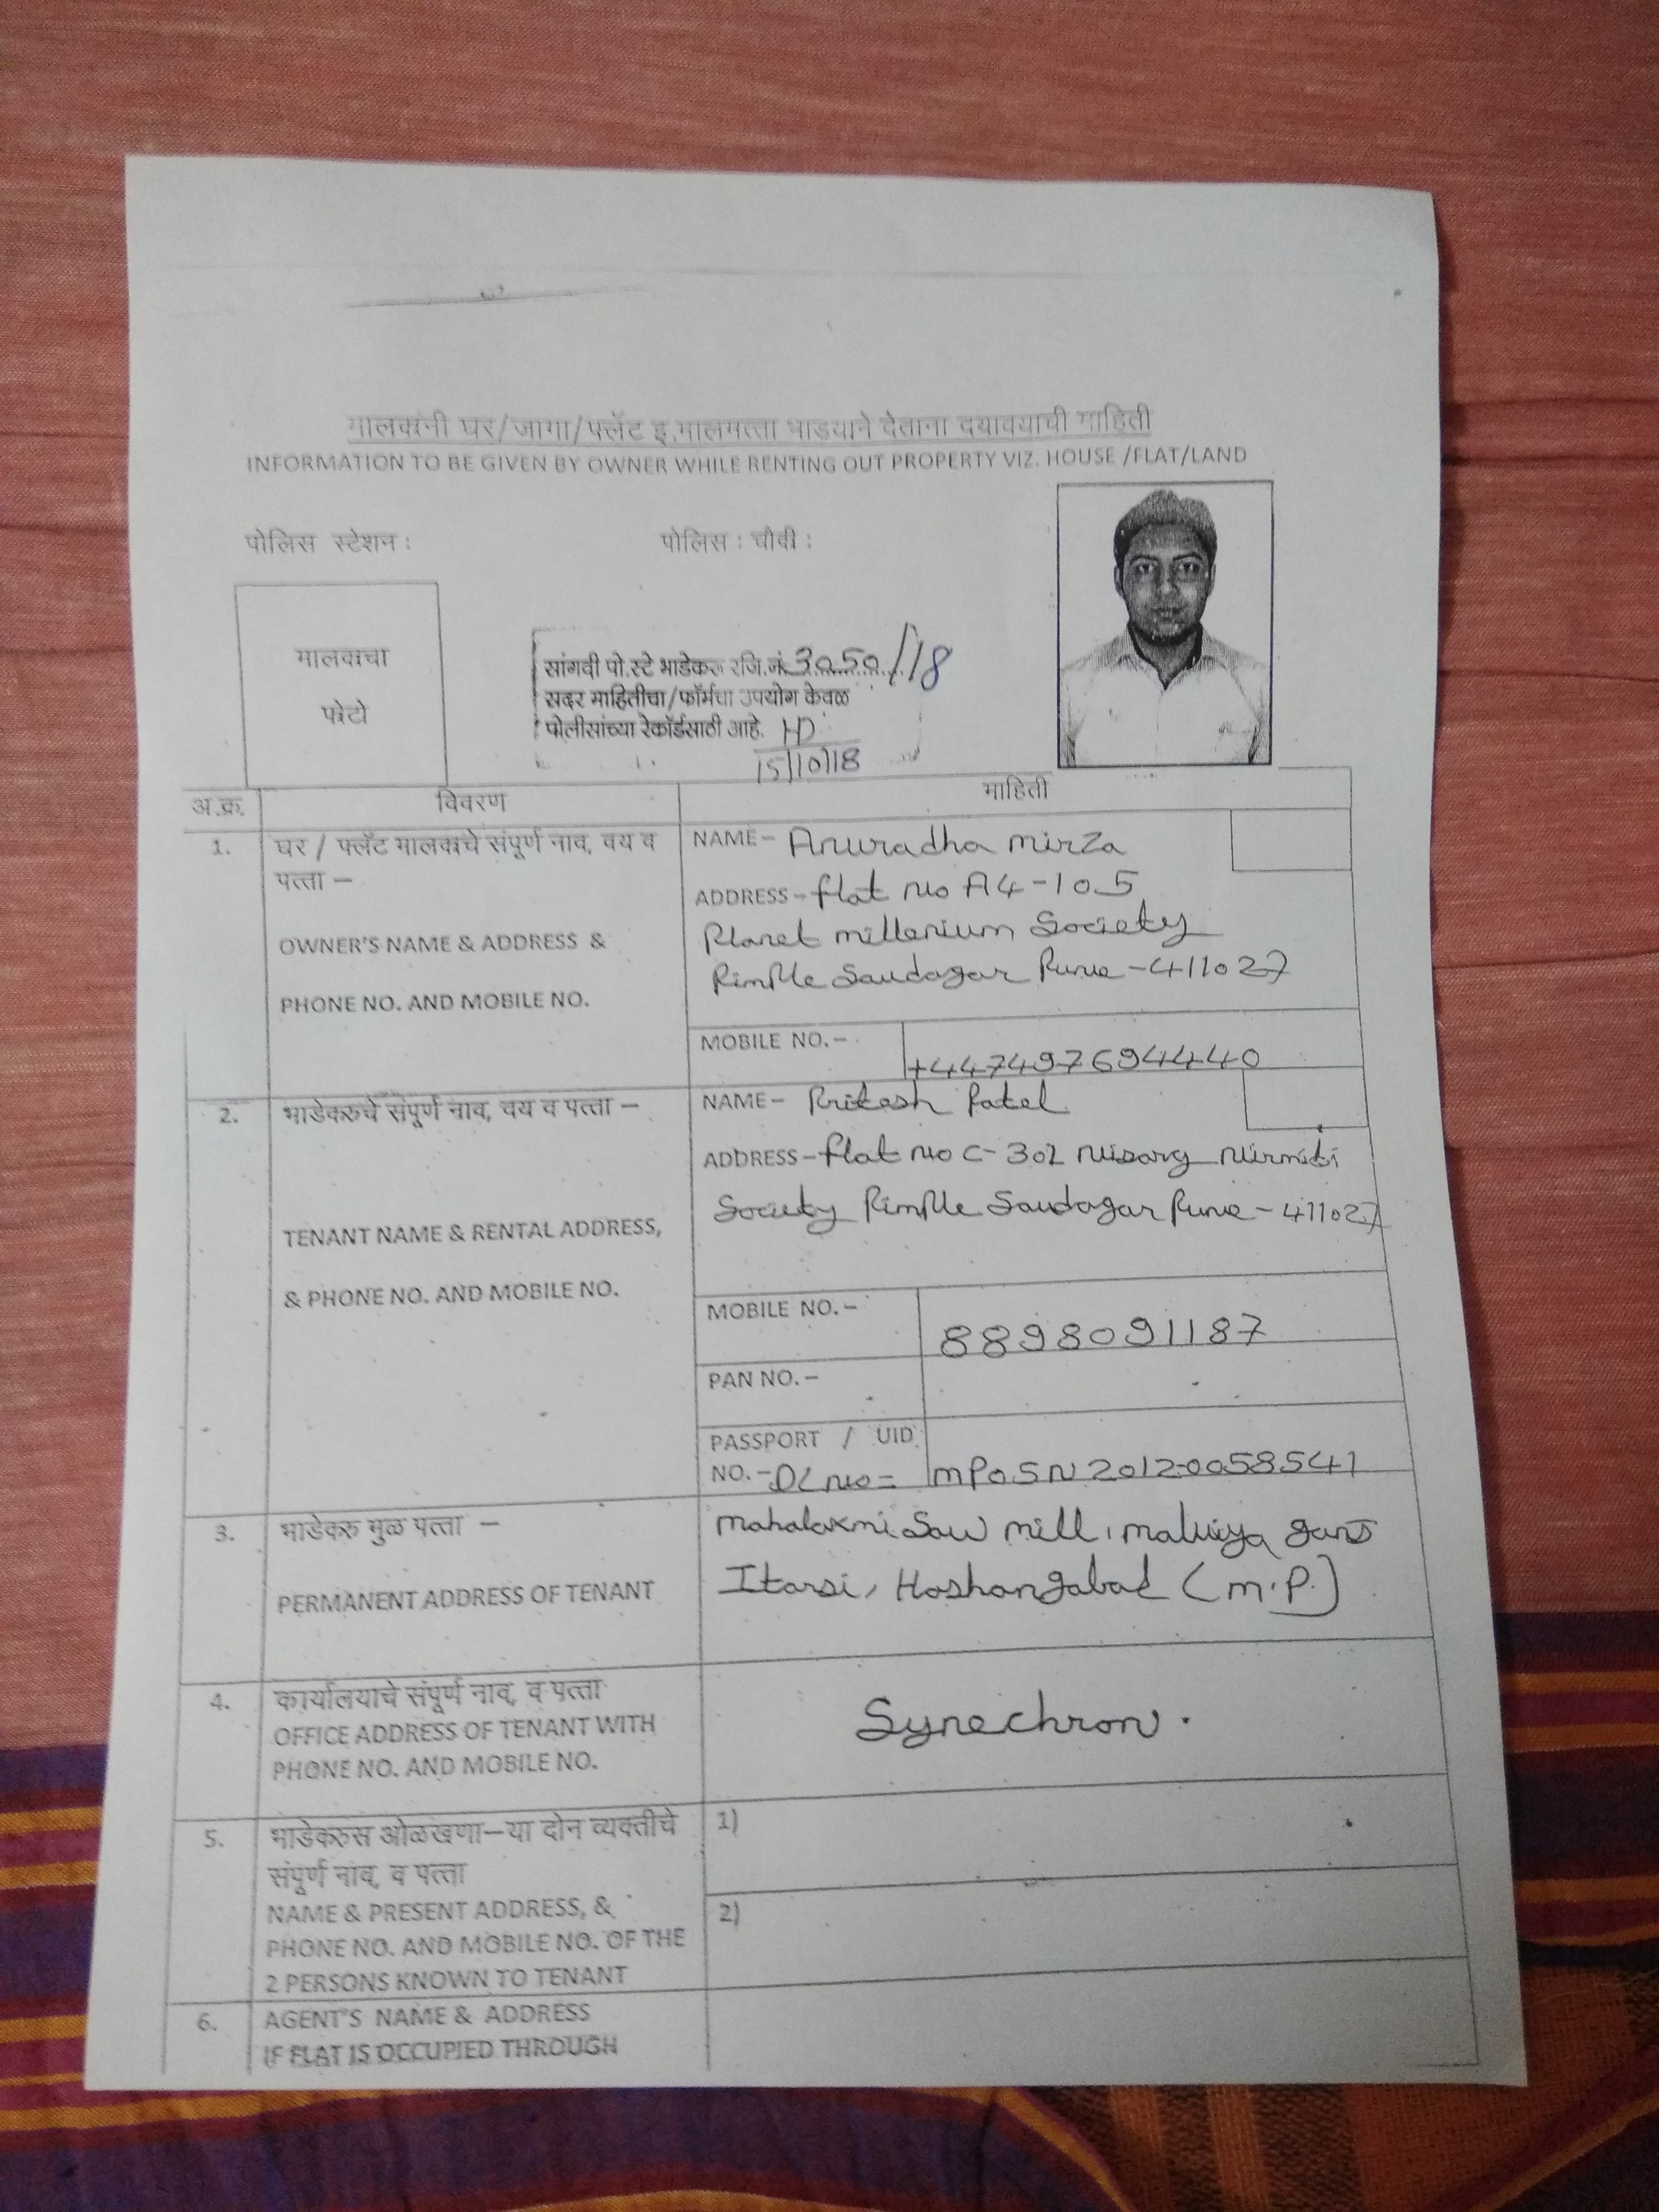 मालकांनी घर/जागा/फ्लॅट इ.मालमत्ता भाडयाने देताना दयावयाची माहिती
INFORMATION TO BE GIVEN BY OWNER WHILE RENTING OUT PROPERTY VIZ. HOUSE /FLAT/LAND
पोलिस स्टेशन : पोलिस : चौकी :
मालकाचा
फोटो
सांगवी पो.स्टे भाडेकरू रजि.नं. 3050/18
सदर माहितीचा/फॉर्मचा उपयोग केवळ
पोलीसांच्या रेकॉर्डसाठी आहे.
15/10/18
अ.क्र. विवरण माहिती
1. घर / फ्लॅट मालकाचे संपूर्ण नाव, वय व
पत्ता –
OWNER'S NAME & ADDRESS &
PHONE NO. AND MOBILE NO.
NAME– Anuradha mirza
ADDRESS– flat no A4-105
Planet millenium Society
Pimple Saudagar Pune-411027
MOBILE NO.– +447497694440
2. भाडेकरुचे संपूर्ण नाव, वय व पत्ता –
TENANT NAME & RENTAL ADDRESS,
& PHONE NO. AND MOBILE NO.
NAME– Pritesh Patel
ADDRESS– flat no C-302 Nisarg Nirmiti
Society Pimple Saudagar Pune-411027
MOBILE NO.– 8898091187
PAN NO.–
PASSPORT / UID
NO.– DL no = MP05N20120058541
3. भाडेकरु मुळ पत्ता –
PERMANENT ADDRESS OF TENANT
mahalaxmi Saw mill, malviya ganj
Itarsi, Hoshangabad (m.P.)
4. कार्यालयाचे संपूर्ण नाव, व पत्ता
OFFICE ADDRESS OF TENANT WITH
PHONE NO. AND MOBILE NO.
Synechron.
5. भाडेकरुस ओळखणा–या दोन व्यक्तीचे
संपूर्ण नाव, व पत्ता
NAME & PRESENT ADDRESS, &
PHONE NO. AND MOBILE NO. OF THE
2 PERSONS KNOWN TO TENANT
1)
2)
6. AGENT'S NAME & ADDRESS
IF FLAT IS OCCUPIED THROUGH